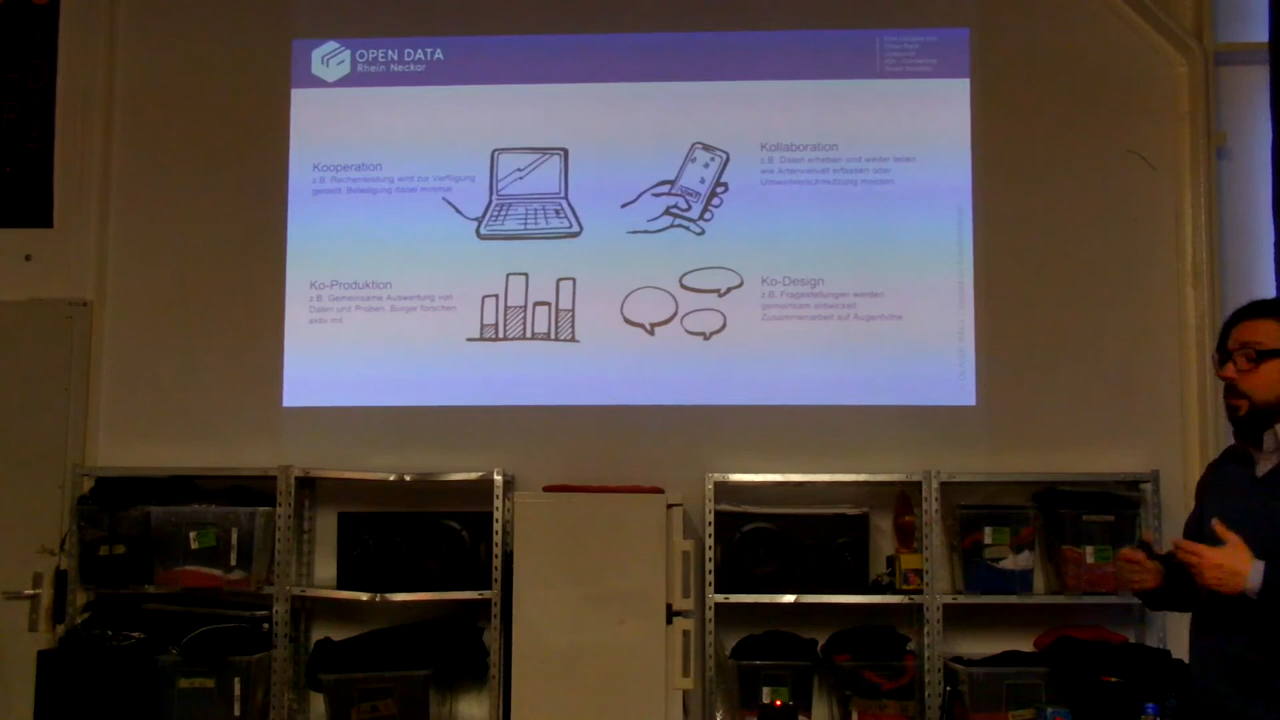 OPEN DATA
Rhein Neckar
Kooperation
z.B. Rechenleistung wird zur Verfügung
gestellt, Beteiligung dabei minimal
Kollaboration
z.B. Daten erheben und weiter leiten
wie Artenvielfalt erfassen oder
Umweltverschmutzung messen
Ko-Produktion
z.B. Gemeinsame Auswertung von
Daten und Proben. Bürger forschen
aktiv mit
Ko-Design
z.B. Fragestellungen werden
gemeinsam entwickelt
Zusammenarbeit auf Augenhöhe